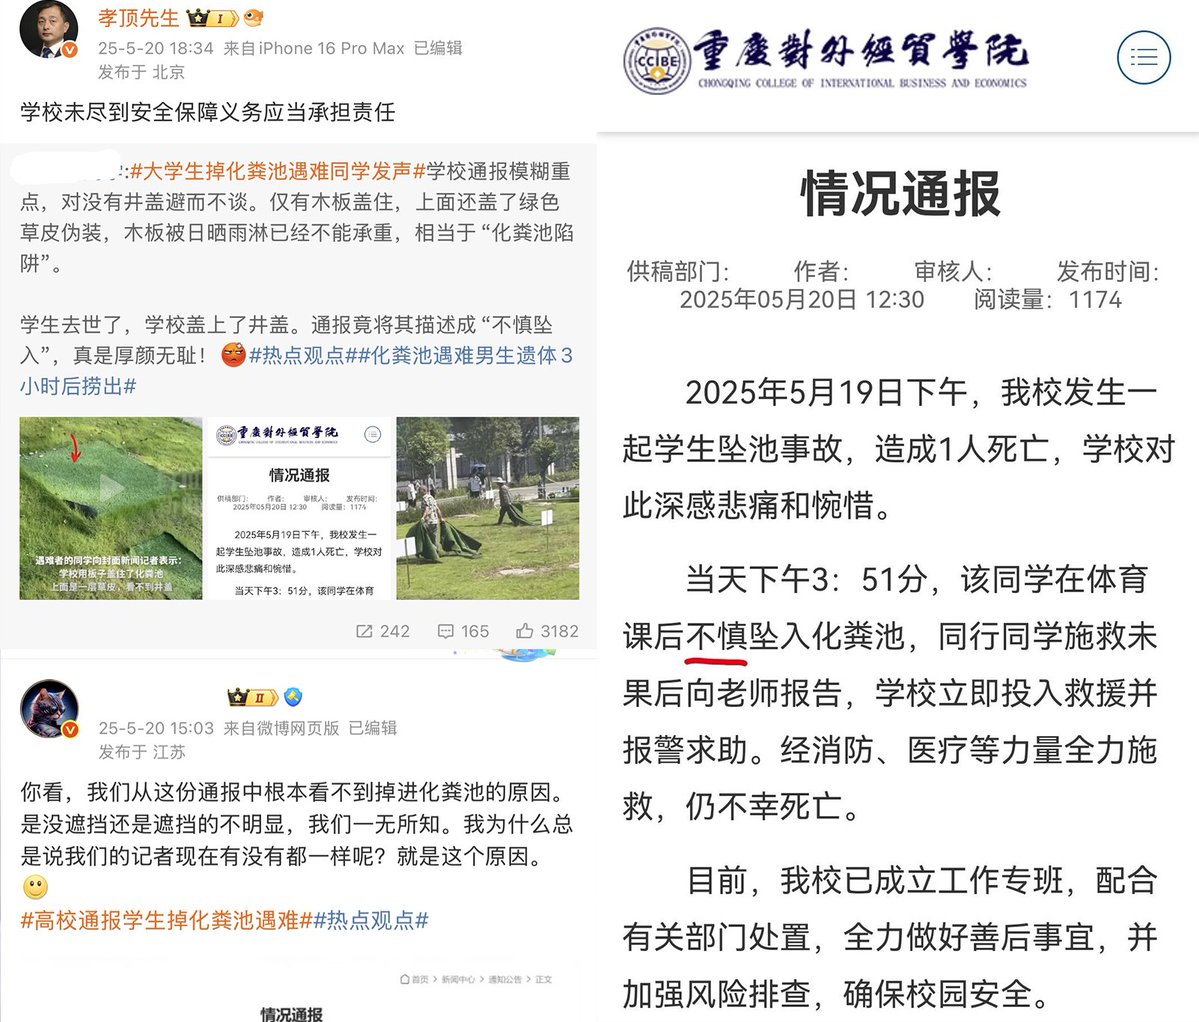 孝顶先生
I
25-5-20 18:34 来自iPhone 16 Pro Max 已编辑
发布于 北京
学校未尽到安全保障义务应当承担责任
:#大学生掉化粪池遇难同学发声#学校通报模糊重
点，对没有井盖避而不谈。仅有木板盖住，上面还盖了绿色
草皮伪装，木板被日晒雨淋已经不能承重，相当于“化粪池陷
阱”。
学生去世了，学校盖上了井盖。通报竟将其描述成“不慎坠
入”，真是厚颜无耻！#热点观点##化粪池遇难男生遗体3
小时后捞出#
遇难者的同学向封面新闻记者表示：
学校用板子盖住了化粪池
上面是一层草皮，看不到井盖
重慶對外經貿學院
情况通报
供稿部门： 作者： 审核人： 发布时间：
2025年05月20日 12:30 阅读量：1174
2025年5月19日下午，我校发生一
起学生坠池事故，造成1人死亡，学校对
此深感悲痛和惋惜。
当天下午3：51分，该同学在体育
242 165 3182
II
25-5-20 15:03 来自微博网页版 已编辑
发布于 江苏
你看，我们从这份通报中根本看不到掉进化粪池的原因。
是没遮挡还是遮挡的不明显，我们一无所知。我为什么总
是说我们的记者现在有没有都一样呢？就是这个原因。
#高校通报学生掉化粪池遇难##热点观点#
首页 > 新闻中心 > 通知公告 > 正文
情况通报
CCIBE
重慶對外經貿學院
CHONGQING COLLEGE OF INTERNATIONAL BUSINESS AND ECONOMICS
情况通报
供稿部门： 作者： 审核人： 发布时间：
2025年05月20日 12:30 阅读量：1174
2025年5月19日下午，我校发生一
起学生坠池事故，造成1人死亡，学校对
此深感悲痛和惋惜。
当天下午3：51分，该同学在体育
课后不慎坠入化粪池，同行同学施救未
果后向老师报告，学校立即投入救援并
报警求助。经消防、医疗等力量全力施
救，仍不幸死亡。
目前，我校已成立工作专班，配合
有关部门处置，全力做好善后事宜，并
加强风险排查，确保校园安全。